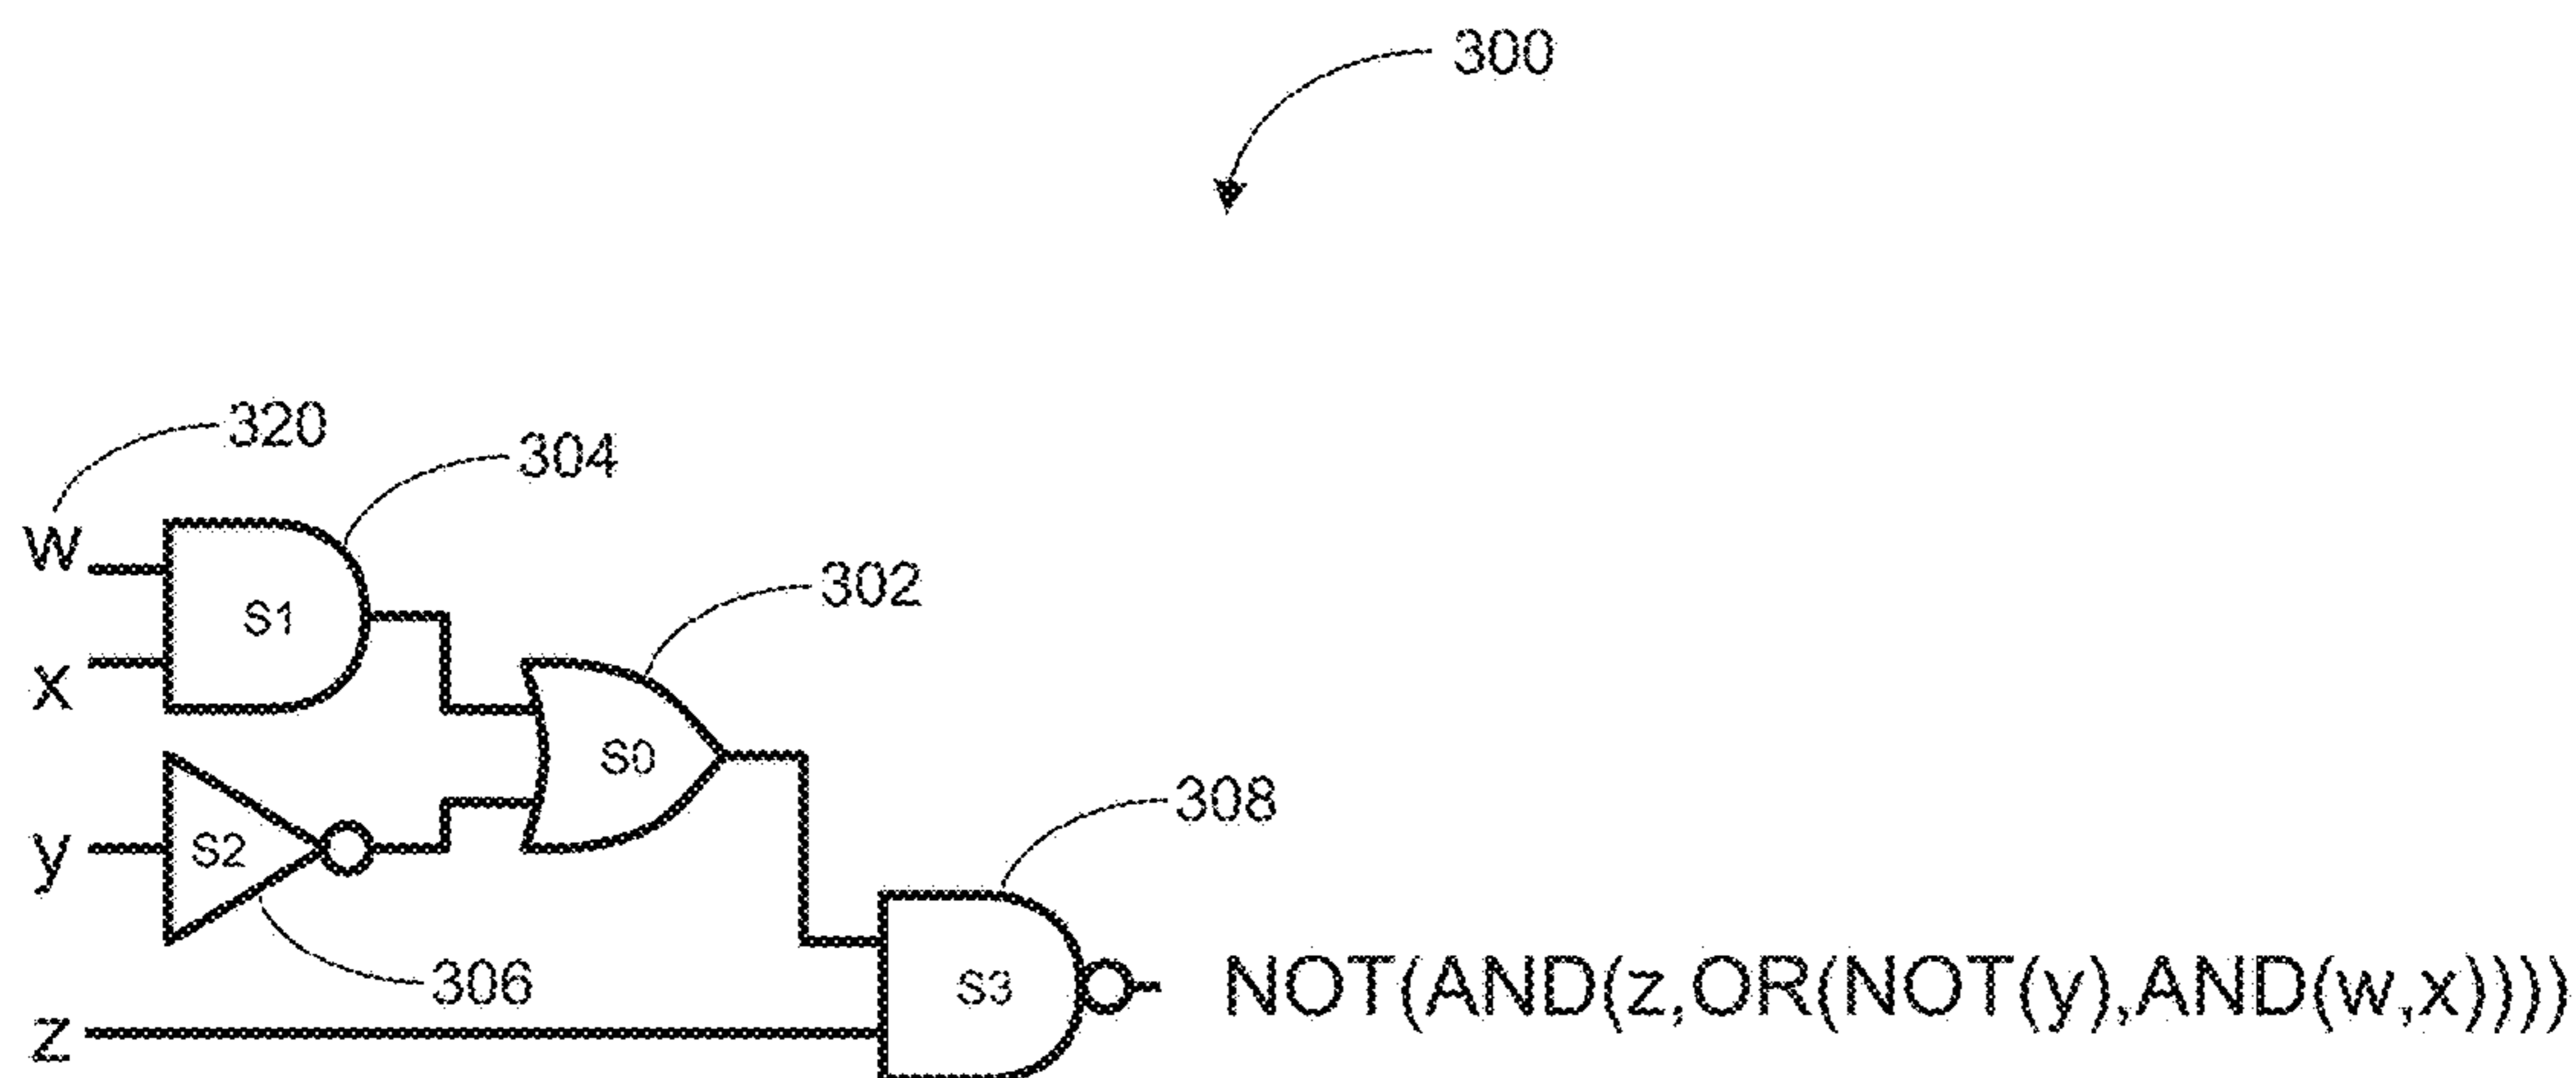 300
320
304
w
302
S1
x
S0
308
y
S2
306
S3
NOT(AND(z,OR(NOT(y),AND(w,x))))
z